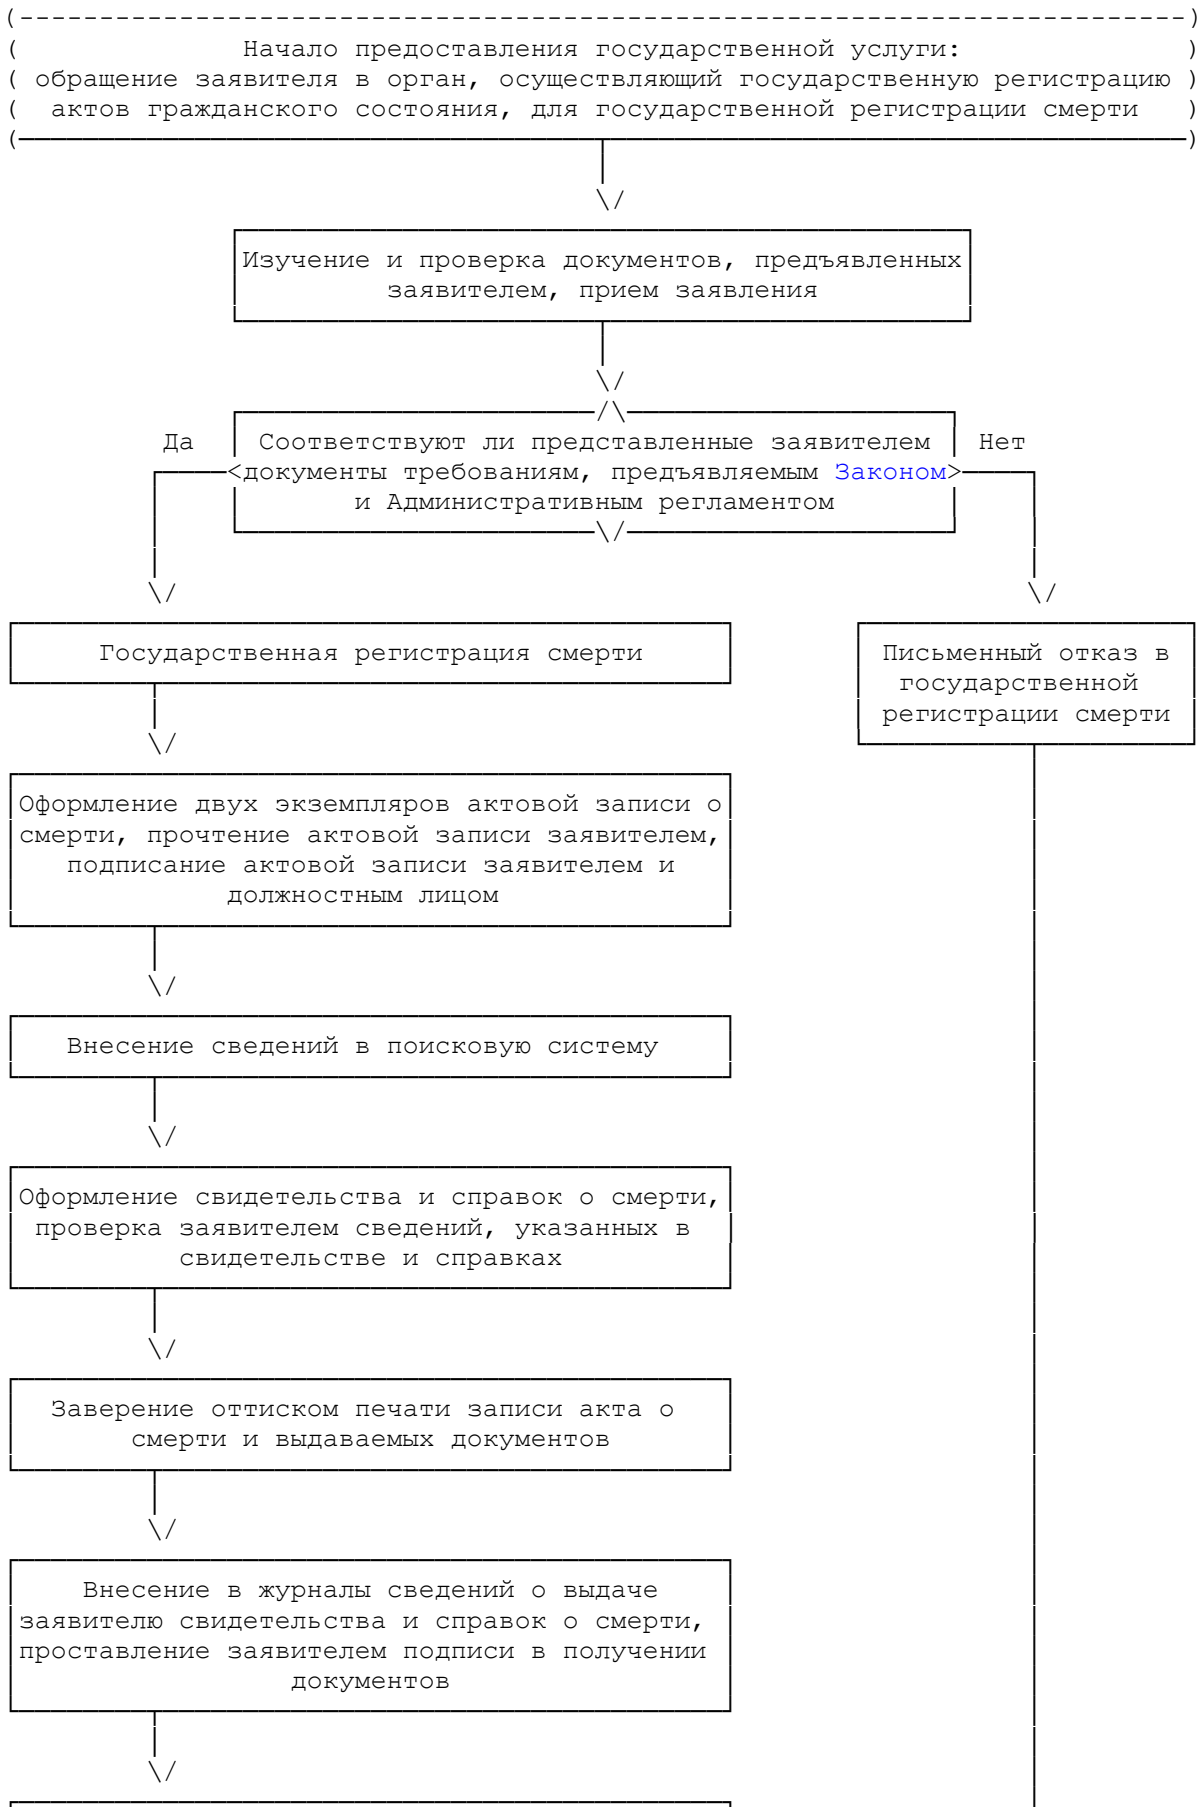 Начало предоставления государственной услуги:
обращение заявителя в орган, осуществляющий государственную регистрацию
актов гражданского состояния, для государственной регистрации смерти
Изучение и проверка документов, предъявленных
заявителем, прием заявления
Да
Соответствуют ли представленные заявителем
документы требованиям, предъявляемым Законом
и Административным регламентом
Нет
Государственная регистрация смерти
Письменный отказ в
государственной
регистрации смерти
Оформление двух экземпляров актовой записи о
смерти, прочтение актовой записи заявителем,
подписание актовой записи заявителем и
должностным лицом
Внесение сведений в поисковую систему
Оформление свидетельства и справок о смерти,
проверка заявителем сведений, указанных в
свидетельстве и справках
Заверение оттиском печати записи акта о
смерти и выдаваемых документов
Внесение в журналы сведений о выдаче
заявителю свидетельства и справок о смерти,
проставление заявителем подписи в получении
документов